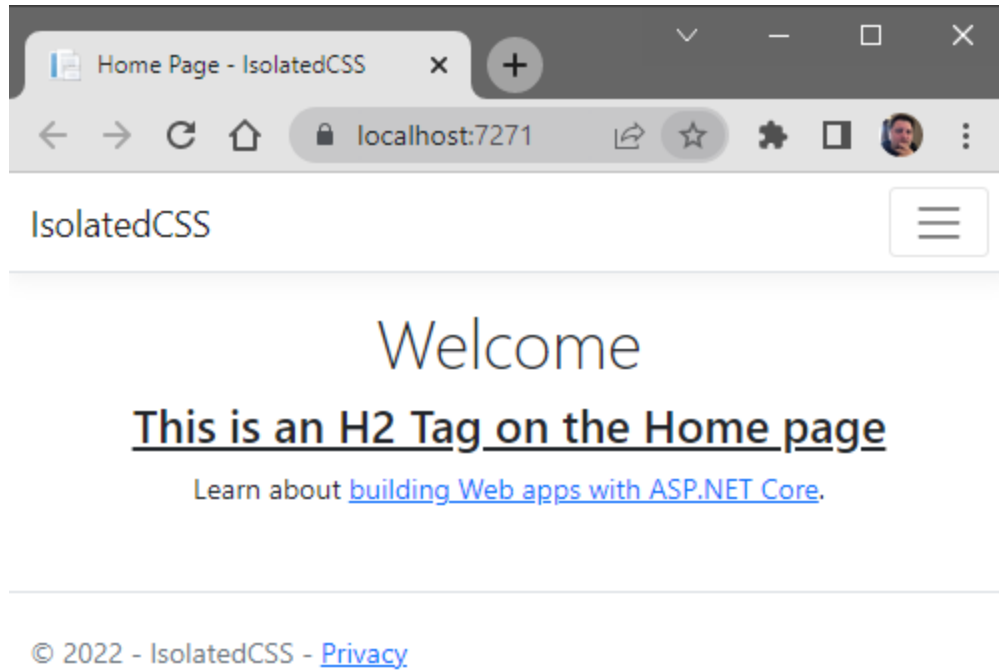 Home Page - IsolatedCSS
localhost:7271
IsolatedCSS
Welcome
This is an H2 Tag on the Home page
Learn about building Web apps with ASP.NET Core.
© 2022 - IsolatedCSS - Privacy